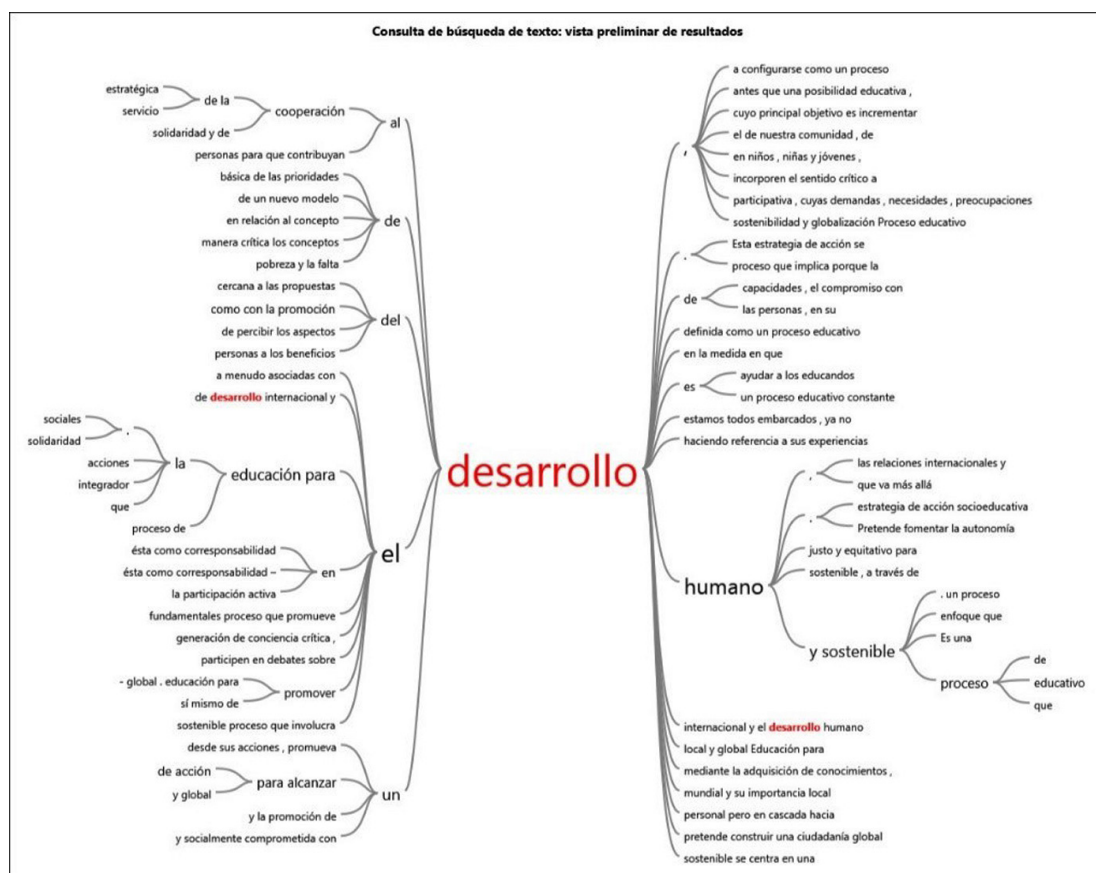 Consulta de búsqueda de texto: vista preliminar de resultados
estratégica
servicio
de la
solidaridad y de
cooperación
personas para que contribuyan
al
básica de las prioridades
de un nuevo modelo
en relación al concepto
manera crítica los conceptos
pobreza y la falta
de
cercana a las propuestas
como con la promoción
de percibir los aspectos
personas a los beneficios
del
a menudo asociadas con
de desarrollo internacional y
sociales
solidaridad
.
acciones
integrador
que
la
proceso de
educación para
ésta como corresponsabilidad
ésta como corresponsabilidad –
la participación activa
en
fundamentales proceso que promueve
generación de conciencia crítica ,
participen en debates sobre
- global . educación para
sí mismo de
promover
sostenible proceso que involucra
el
desde sus acciones , promueva
de acción
y global
para alcanzar
y la promoción de
y socialmente comprometida con
un
desarrollo
,
a configurarse como un proceso
antes que una posibilidad educativa ,
cuyo principal objetivo es incrementar
el de nuestra comunidad , de
en niños , niñas y jóvenes ,
incorporen el sentido crítico a
participativa , cuyas demandas , necesidades , preocupaciones
sostenibilidad y globalización Proceso educativo
.
Esta estrategia de acción se
proceso que implica porque la
de
capacidades , el compromiso con
las personas , en su
definida como un proceso educativo
en la medida en que
es
ayudar a los educandos
un proceso educativo constante
estamos todos embarcados , ya no
haciendo referencia a sus experiencias
humano
,
las relaciones internacionales y
que va más allá
.
estrategia de acción socioeducativa
Pretende fomentar la autonomía
justo y equitativo para
sostenible , a través de
y sostenible
. un proceso
enfoque que
Es una
proceso
de
educativo
que
internacional y el desarrollo humano
local y global Educación para
mediante la adquisición de conocimientos ,
mundial y su importancia local
personal pero en cascada hacia
pretende construir una ciudadanía global
sostenible se centra en una